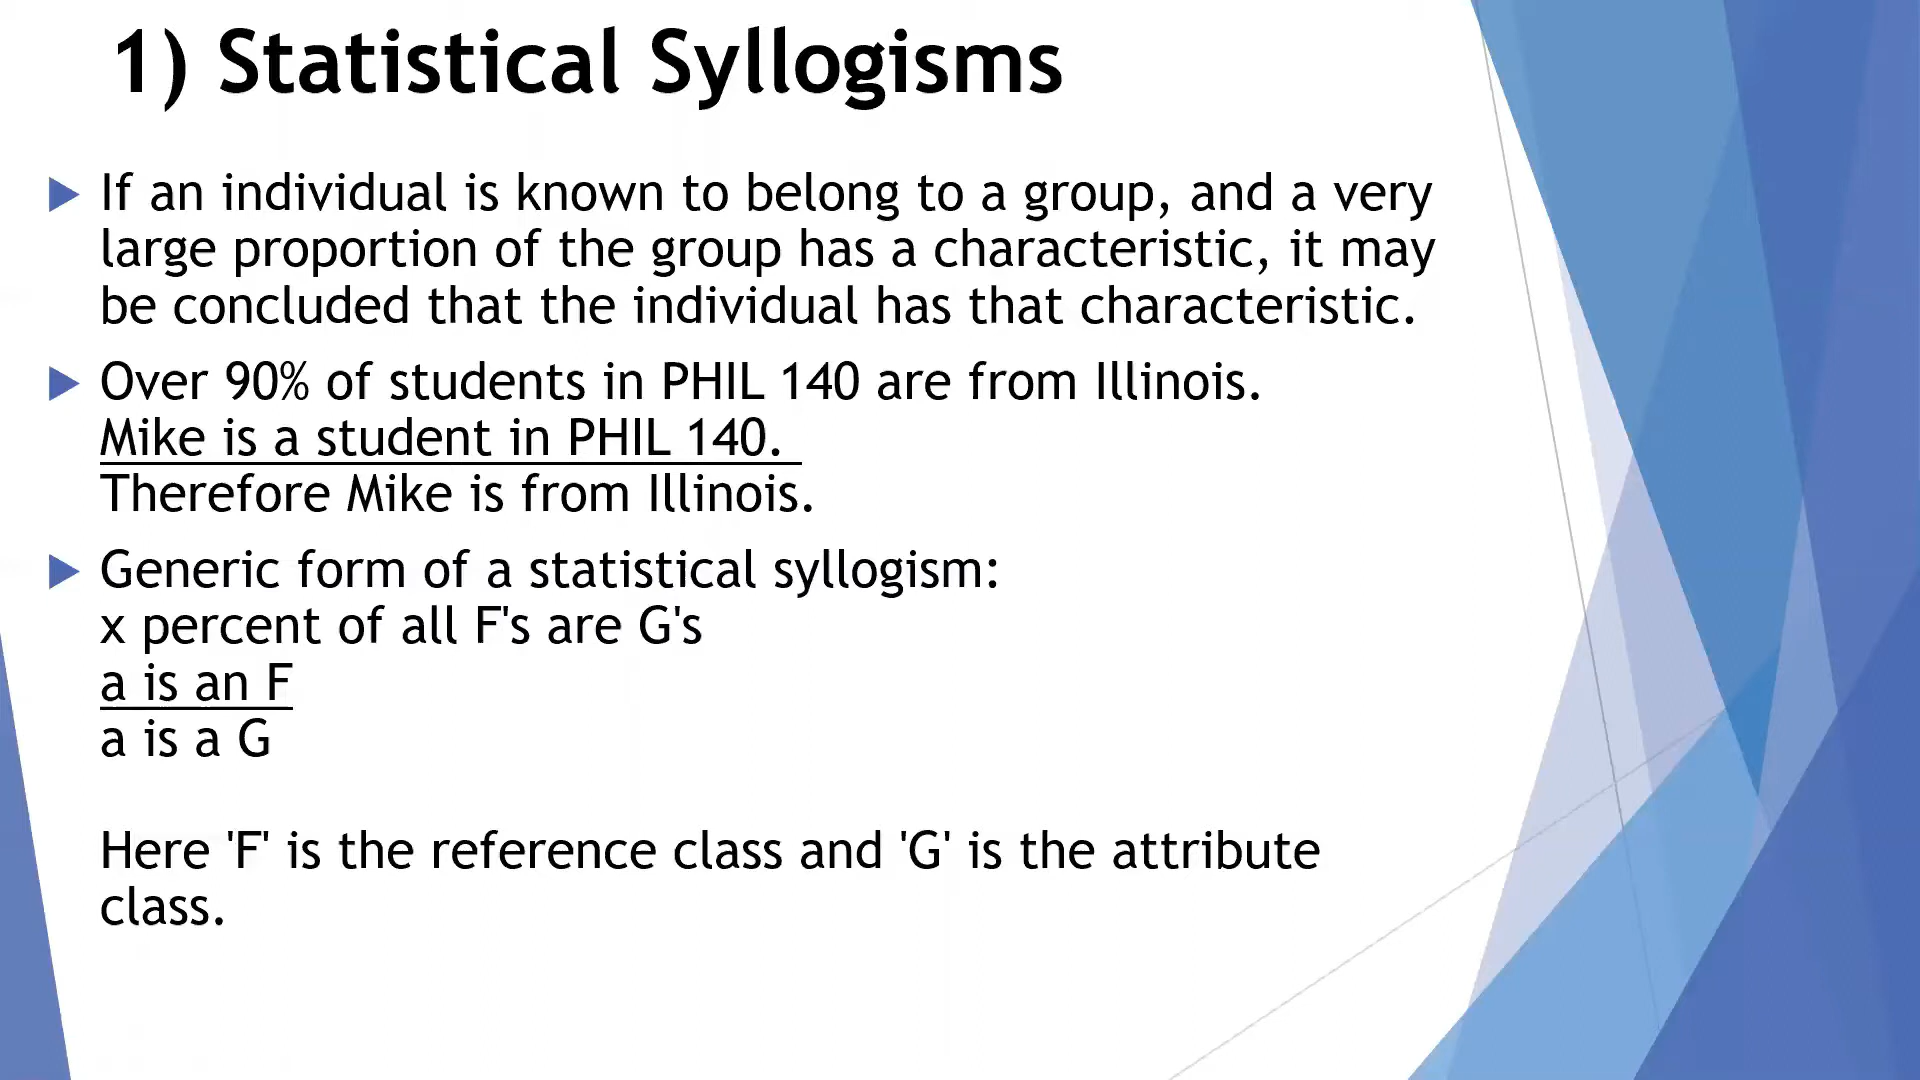 1) Statistical Syllogisms
If an individual is known to belong to a group, and a very
large proportion of the group has a characteristic, it may
be concluded that the individual has that characteristic.
Over 90% of students in PHIL 140 are from Illinois.
Mike is a student in PHIL 140.
Therefore Mike is from Illinois.
Generic form of a statistical syllogism:
x percent of all F's are G's
a is an F
a is a G
Here 'F' is the reference class and 'G' is the attribute
class.